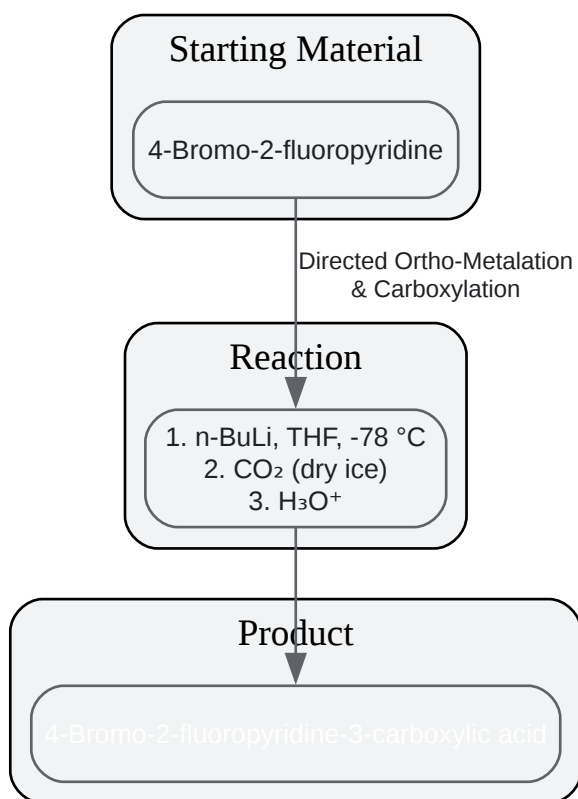 Starting Material
4-Bromo-2-fluoropyridine
Directed Ortho-Metalation
& Carboxylation
Reaction
1. n-BuLi, THF, -78 °C
2. CO₂ (dry ice)
3. H₃O⁺
Product
4-Bromo-2-fluoropyridine-3-carboxylic acid